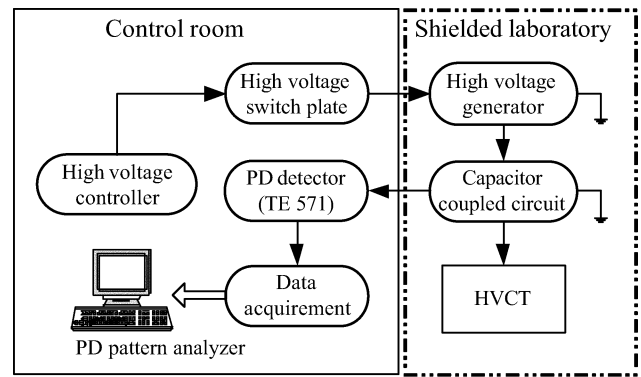 Control room
Shielded laboratory
High voltage
switch plate
High voltage
generator
High voltage
controller
PD detector
(TE 571)
Capacitor
coupled circuit
Data
acquirement
HVCT
PD pattern analyzer